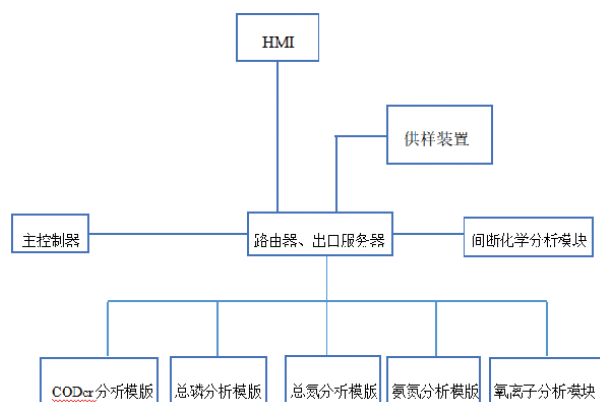 HMI
供样装置
主控制器
路由器、出口服务器
间断化学分析模块
CODcr分析模版
总磷分析模版
总氮分析模版
氨氮分析模版
氧离子分析模块